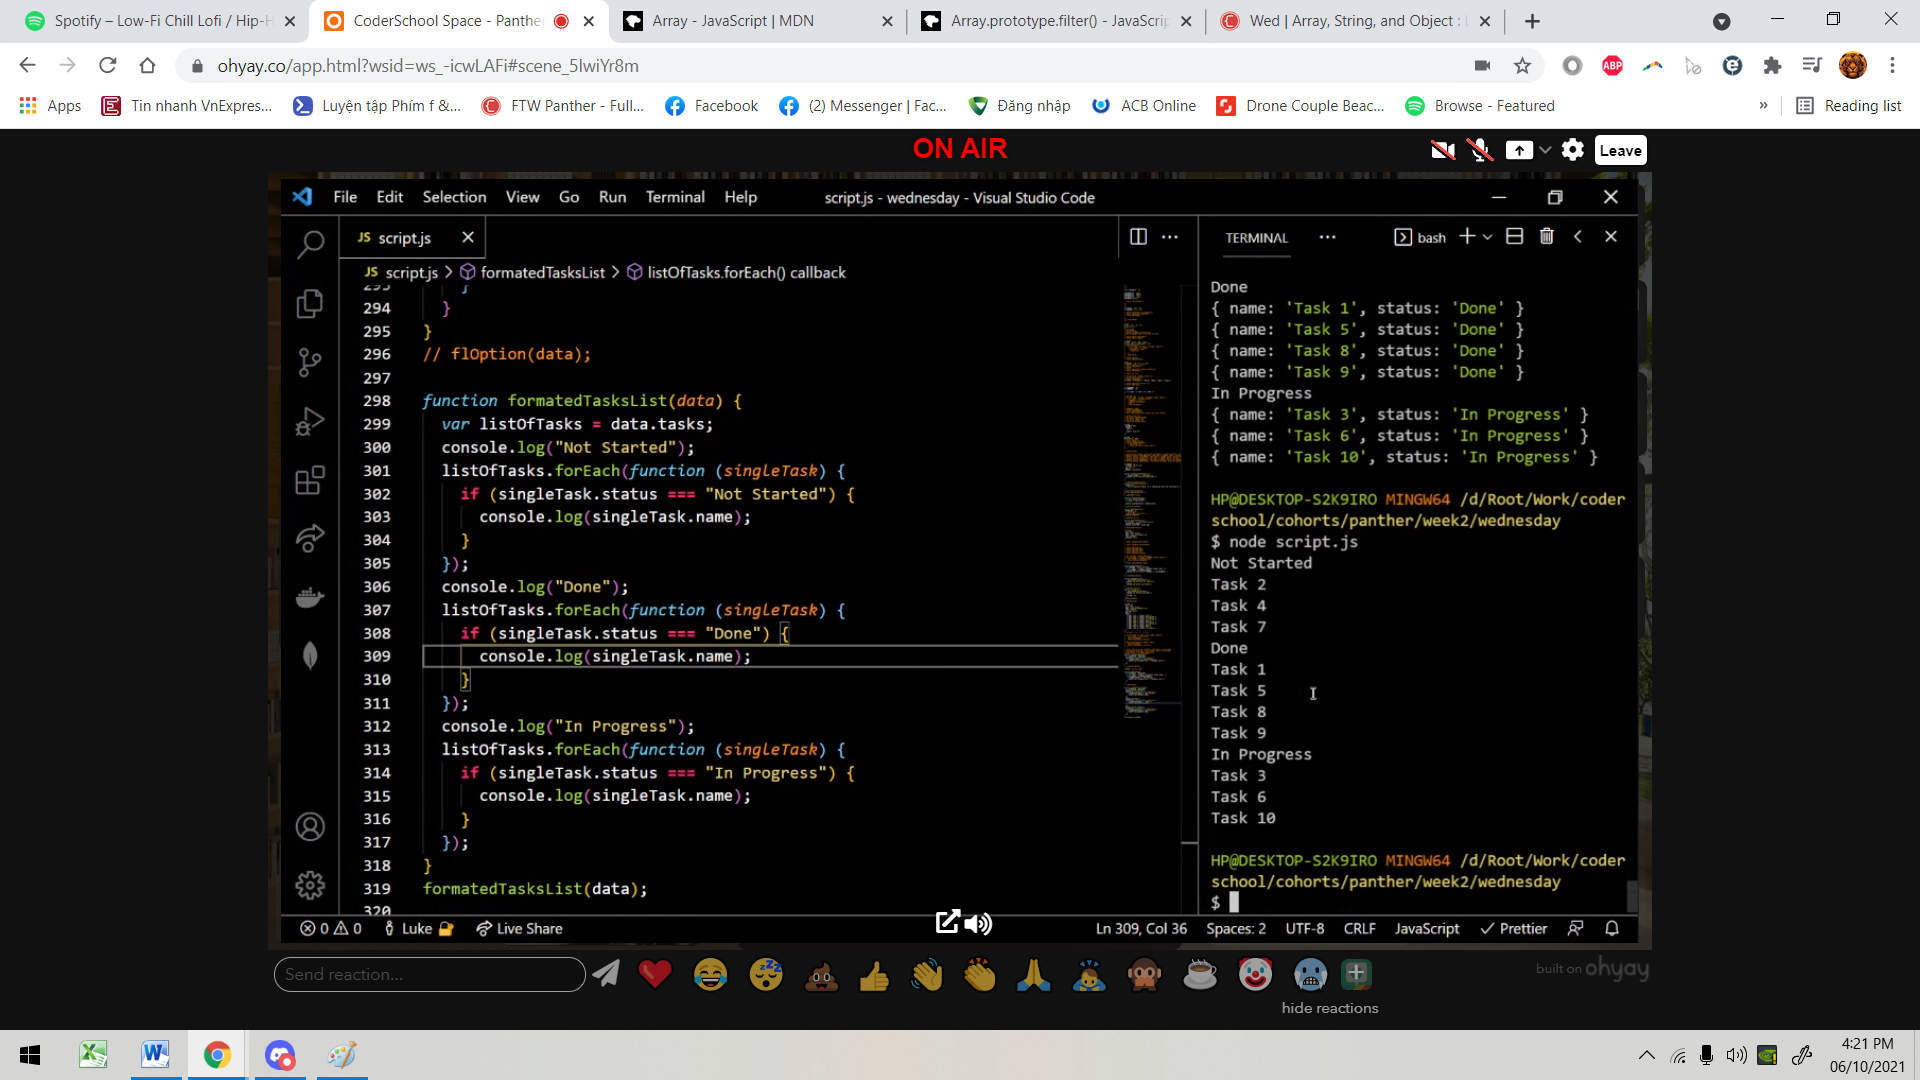 Spotify – Low-Fi Chill Lofi / Hip-H
CoderSchool Space - Panthe
Array - JavaScript | MDN
Array.prototype.filter() - JavaScrip
Wed | Array, String, and Object :
ohyay.co/app.html?wsid=ws_-icwLAFi#scene_5IwiYr8m
ABP
Apps
Tin nhanh VnExpres...
Luyện tập Phím f &...
FTW Panther - Full...
Facebook
(2) Messenger | Fac...
Đăng nhập
ACB Online
Drone Couple Beac...
Browse - Featured
»
Reading list
ON AIR
Leave
File Edit Selection View Go Run Terminal Help
script.js - wednesday - Visual Studio Code
JS script.js
JS script.js > formatedTasksList > listOfTasks.forEach() callback
293 }
294 }
295 }
296 // flOption(data);
297
298 function formatedTasksList(data) {
299 var listOfTasks = data.tasks;
300 console.log("Not Started");
301 listOfTasks.forEach(function (singleTask) {
302 if (singleTask.status === "Not Started") {
303 console.log(singleTask.name);
304 }
305 });
306 console.log("Done");
307 listOfTasks.forEach(function (singleTask) {
308 if (singleTask.status === "Done") {
309 console.log(singleTask.name);
310 }
311 });
312 console.log("In Progress");
313 listOfTasks.forEach(function (singleTask) {
314 if (singleTask.status === "In Progress") {
315 console.log(singleTask.name);
316 }
317 });
318 }
319 formatedTasksList(data);
320
TERMINAL
bash
Done
{ name: 'Task 1', status: 'Done' }
{ name: 'Task 5', status: 'Done' }
{ name: 'Task 8', status: 'Done' }
{ name: 'Task 9', status: 'Done' }
In Progress
{ name: 'Task 3', status: 'In Progress' }
{ name: 'Task 6', status: 'In Progress' }
{ name: 'Task 10', status: 'In Progress' }
HP@DESKTOP-S2K9IRO MINGW64 /d/Root/Work/coder
school/cohorts/panther/week2/wednesday
$ node script.js
Not Started
Task 2
Task 4
Task 7
Done
Task 1
Task 5
Task 8
Task 9
In Progress
Task 3
Task 6
Task 10
HP@DESKTOP-S2K9IRO MINGW64 /d/Root/Work/coder
school/cohorts/panther/week2/wednesday
$
0 0 Luke Live Share
Ln 309, Col 36 Spaces: 2 UTF-8 CRLF JavaScript Prettier
Send reaction...
built on ohyay
hide reactions
4:21 PM
06/10/2021